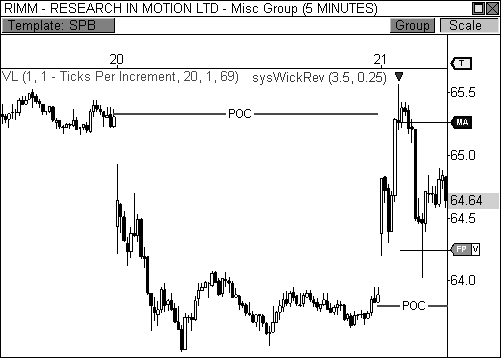 RIMM - RESEARCH IN MOTION LTD - Misc Group (5 MINUTES)
Template: SPB Group Scale
20 21
VL (1, 1 - Ticks Per Increment, 20, 1, 69) sysWickRev (3.5, 0.25)
T
65.5
POC
MA
65.0
64.64
64.5
FP V
64.0
POC